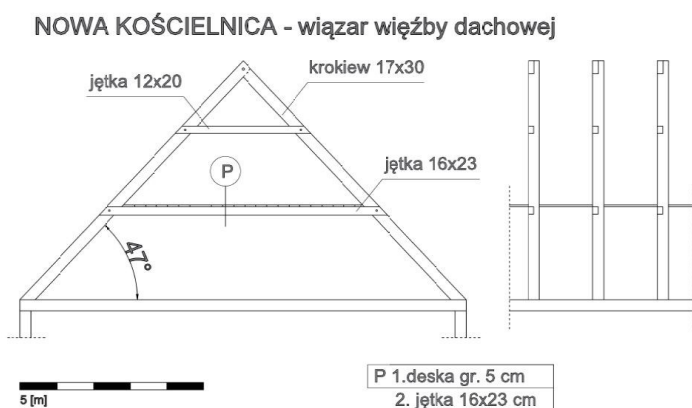 NOWA KOŚCIELNICA - wiązar więźby dachowej
krokiew 17x30
jętka 12x20
P
jętka 16x23
47°
5 [m]
P 1.deska gr. 5 cm
2. jętka 16x23 cm